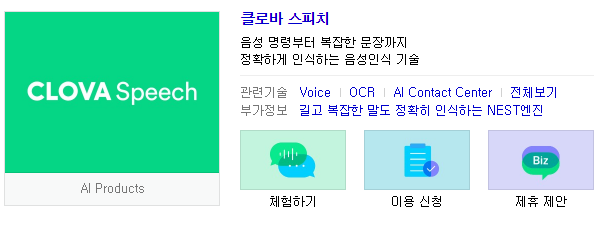 CLOVA Speech
AI Products
클로바 스피치
음성 명령부터 복잡한 문장까지
정확하게 인식하는 음성인식 기술
관련기술 Voice OCR AI Contact Center 전체보기
부가정보 길고 복잡한 말도 정확히 인식하는 NEST엔진
Biz
체험하기 이용 신청 제휴 제안